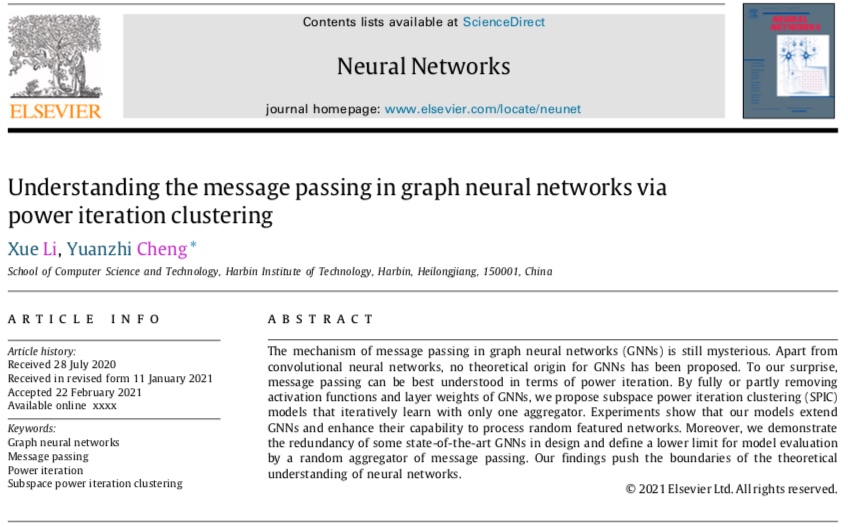 Contents lists available at ScienceDirect
Neural Networks
journal homepage: www.elsevier.com/locate/neunet
ELSEVIER
NEURAL
NETWORKS
Understanding the message passing in graph neural networks via
power iteration clustering
Xue Li, Yuanzhi Cheng*
School of Computer Science and Technology, Harbin Institute of Technology, Harbin, Heilongjiang, 150001, China
ARTICLE INFO
Article history:
Received 28 July 2020
Received in revised form 11 January 2021
Accepted 22 February 2021
Available online xxxx
Keywords:
Graph neural networks
Message passing
Power iteration
Subspace power iteration clustering
ABSTRACT
The mechanism of message passing in graph neural networks (GNNs) is still mysterious. Apart from
convolutional neural networks, no theoretical origin for GNNs has been proposed. To our surprise,
message passing can be best understood in terms of power iteration. By fully or partly removing
activation functions and layer weights of GNNs, we propose subspace power iteration clustering (SPIC)
models that iteratively learn with only one aggregator. Experiments show that our models extend
GNNs and enhance their capability to process random featured networks. Moreover, we demonstrate
the redundancy of some state-of-the-art GNNs in design and define a lower limit for model evaluation
by a random aggregator of message passing. Our findings push the boundaries of the theoretical
understanding of neural networks.
© 2021 Elsevier Ltd. All rights reserved.